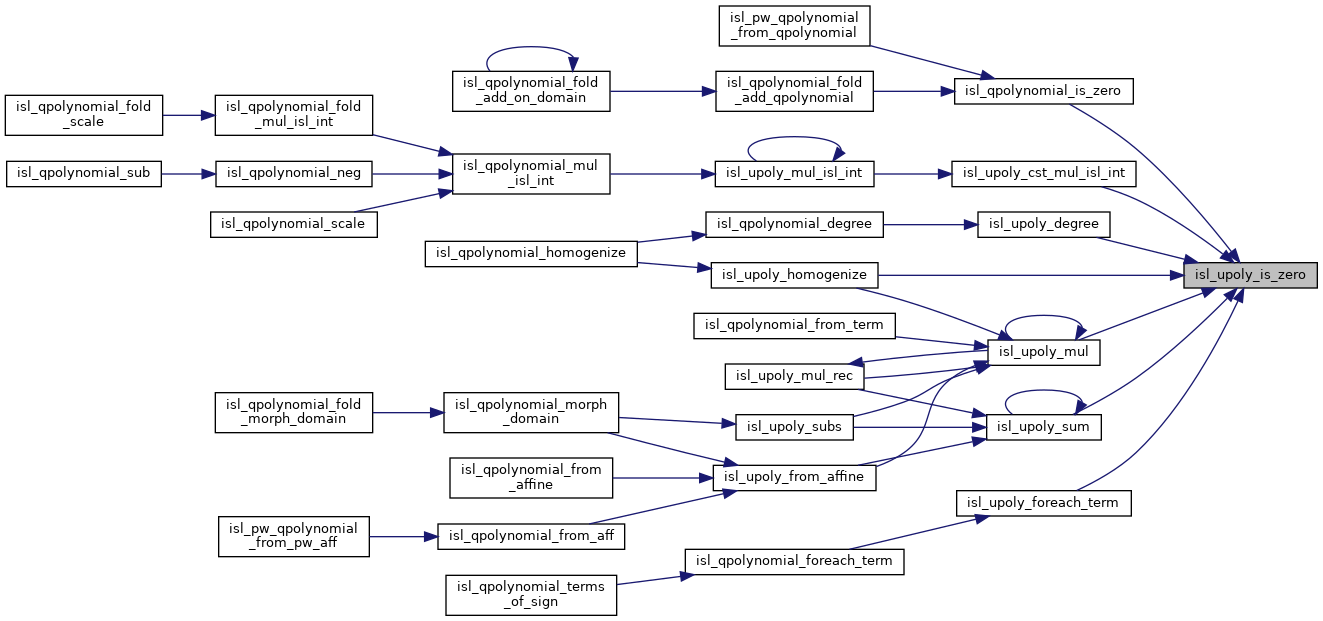 isl_pw_qpolynomial
_from_qpolynomial
isl_qpolynomial_fold
_add_on_domain
isl_qpolynomial_fold
_add_qpolynomial
isl_qpolynomial_is_zero
isl_qpolynomial_fold
_scale
isl_qpolynomial_fold
_mul_isl_int
isl_qpolynomial_sub
isl_qpolynomial_neg
isl_qpolynomial_mul
_isl_int
isl_upoly_mul_isl_int
isl_upoly_cst_mul_isl_int
isl_qpolynomial_scale
isl_qpolynomial_degree
isl_upoly_degree
isl_qpolynomial_homogenize
isl_upoly_homogenize
isl_upoly_is_zero
isl_qpolynomial_from_term
isl_upoly_mul
isl_upoly_mul_rec
isl_qpolynomial_fold
_morph_domain
isl_qpolynomial_morph
_domain
isl_upoly_subs
isl_upoly_sum
isl_qpolynomial_from
_affine
isl_upoly_from_affine
isl_upoly_foreach_term
isl_pw_qpolynomial
_from_pw_aff
isl_qpolynomial_from_aff
isl_qpolynomial_foreach_term
isl_qpolynomial_terms
_of_sign